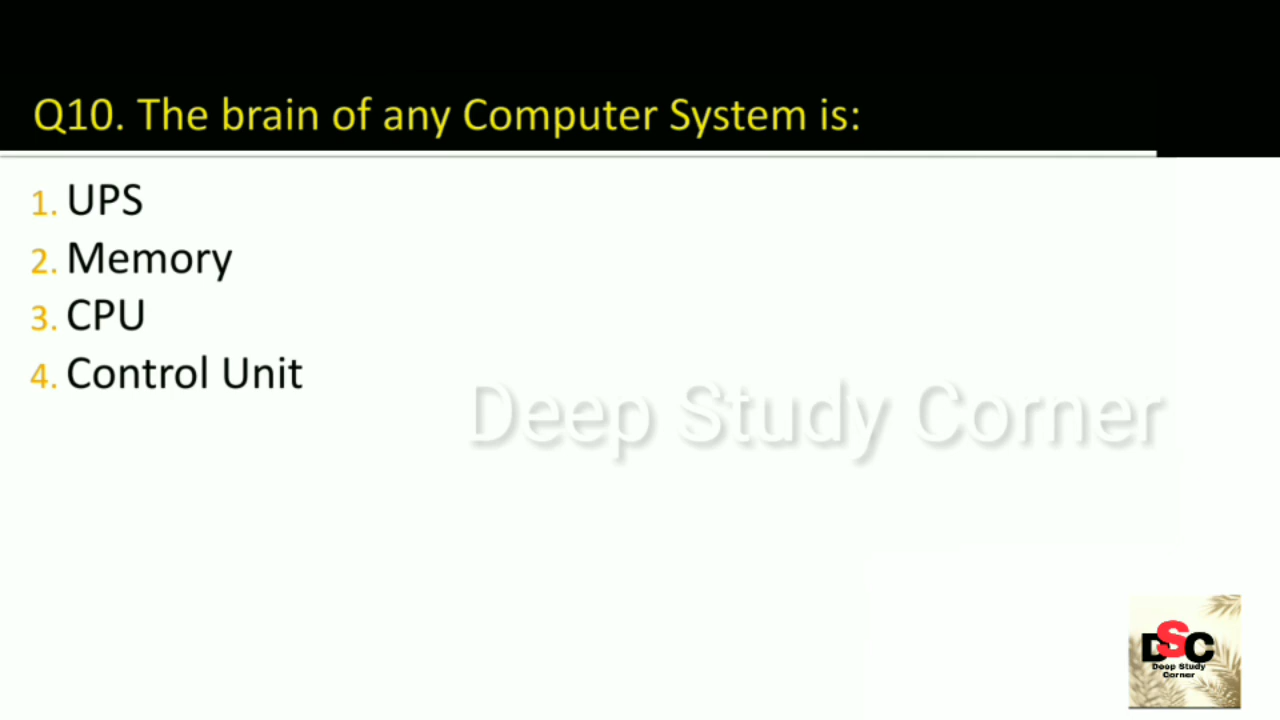 Q10. The brain of any Computer System is:
1. UPS
2. Memory
3. CPU
4. Control Unit
Deep Study Corner
DSC
Deep Study
Corner